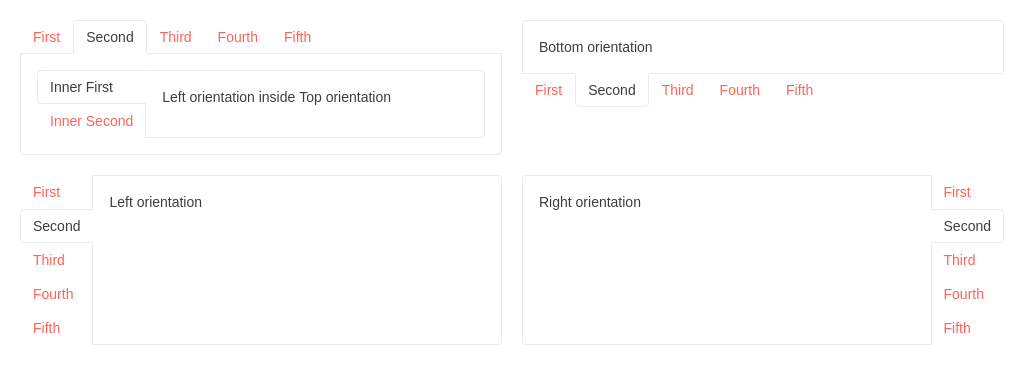 First Second Third Fourth Fifth
Inner First
Left orientation inside Top orientation
Inner Second
Bottom orientation
First Second Third Fourth Fifth
First
Second
Third
Fourth
Fifth
Left orientation
Right orientation
First
Second
Third
Fourth
Fifth